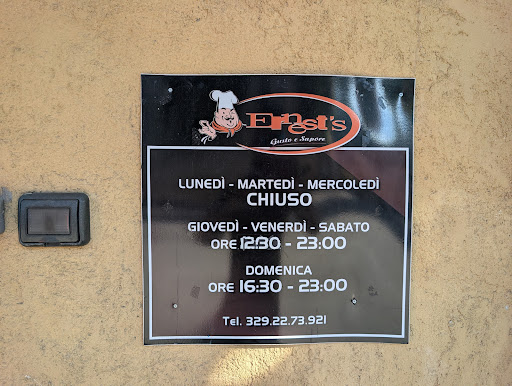 Ernest's
Gusto e Sapore
LUNEDÌ - MARTEDÌ - MERCOLEDÌ
CHIUSO
GIOVEDÌ - VENERDÌ - SABATO
ORE 12:30 - 23:00
DOMENICA
ORE 16:30 - 23:00
Tel. 329.22.73.921